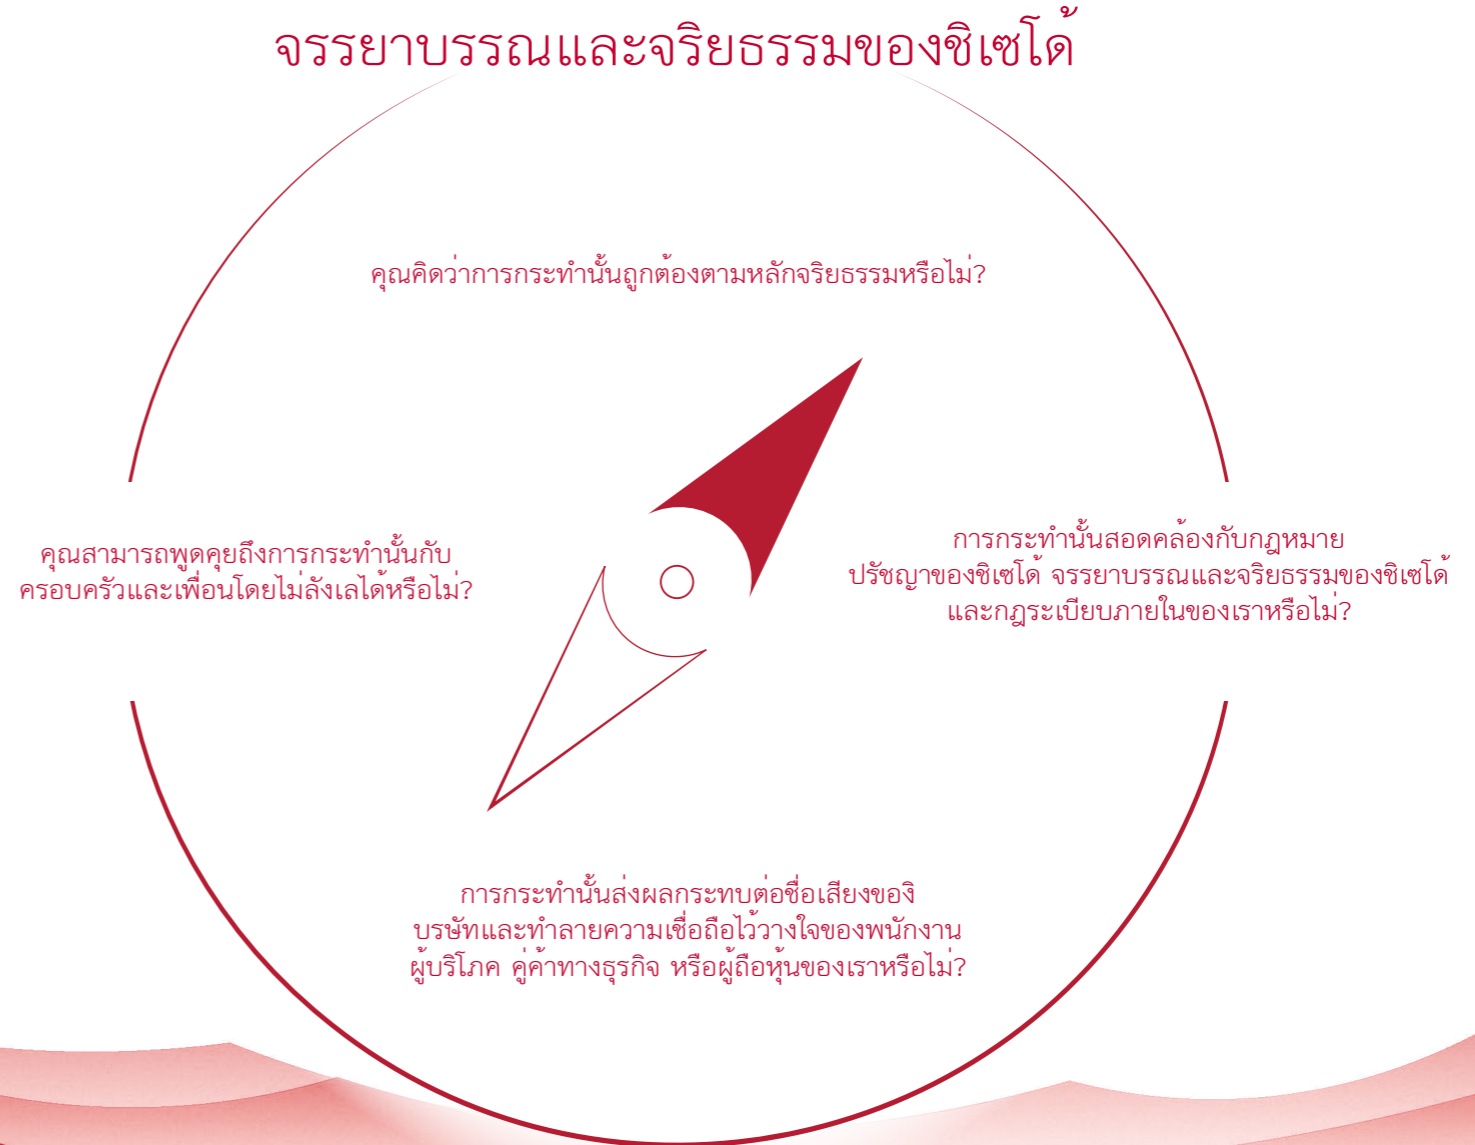 จรรยาบรรณและจริยธรรมของชิเซโด้
คุณคิดว่าการกระทำนั้นถูกต้องตามหลักจริยธรรมหรือไม่?
คุณสามารถพูดคุยถึงการกระทำนั้นกับ
ครอบครัวและเพื่อนโดยไม่ลังเลได้หรือไม่?
การกระทำนั้นสอดคล้องกับกฎหมาย
ปรัชญาของชิเซโด้ จรรยาบรรณและจริยธรรมของชิเซโด้
และกฎระเบียบภายในของเราหรือไม่?
การกระทำนั้นส่งผลกระทบต่อชื่อเสียงของิ
บรษัทและทำลายความเชื่อถือไว้วางใจของพนักงาน
ผู้บริโภค คู่ค้าทางธุรกิจ หรือผู้ถือหุ้นของเราหรือไม่?